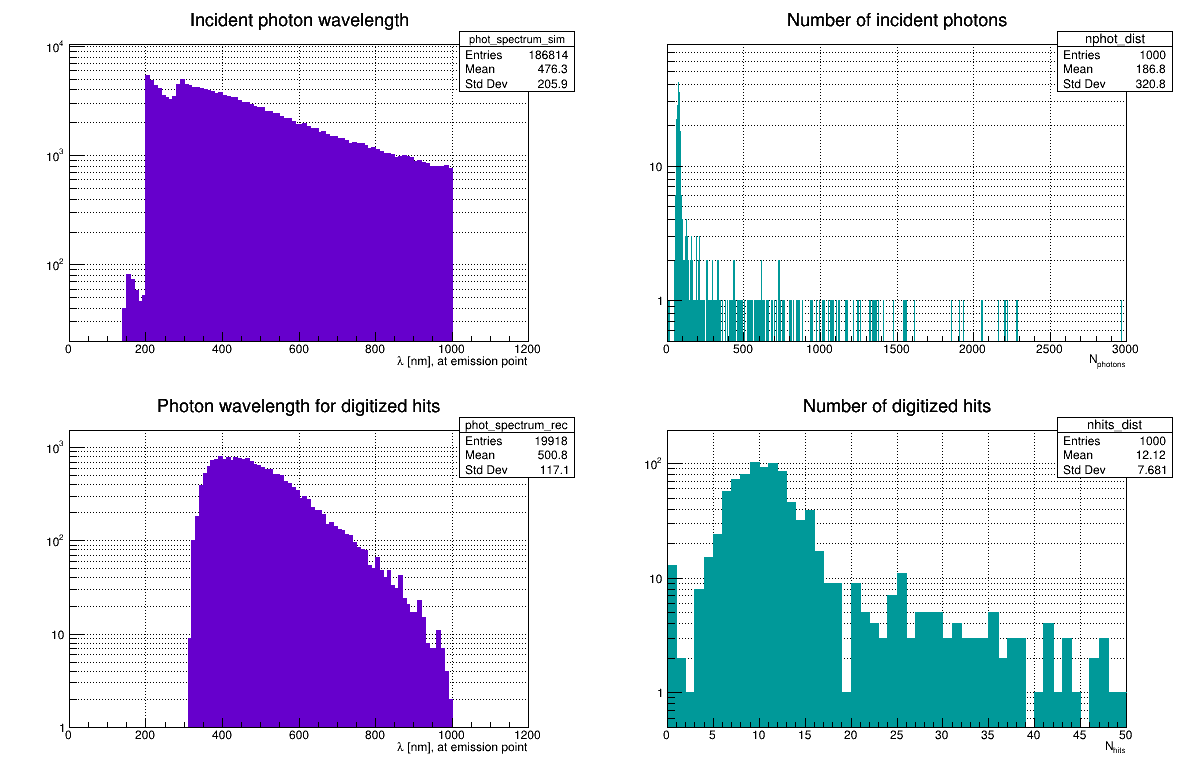 Incident photon wavelength
phot_spectrum_sim
Entries 186814
Mean 476.3
Std Dev 205.9
10^4
10^3
10^2
0 200 400 600 800 1000 1200
λ [nm], at emission point
Number of incident photons
nphot_dist
Entries 1000
Mean 186.8
Std Dev 320.8
10
1
0 500 1000 1500 2000 2500 3000
N_photons
Photon wavelength for digitized hits
phot_spectrum_rec
Entries 19918
Mean 500.8
Std Dev 117.1
10^3
10^2
10
1
0 200 400 600 800 1000 1200
λ [nm], at emission point
Number of digitized hits
nhits_dist
Entries 1000
Mean 12.12
Std Dev 7.681
10^2
10
1
0 5 10 15 20 25 30 35 40 45 50
N_hits